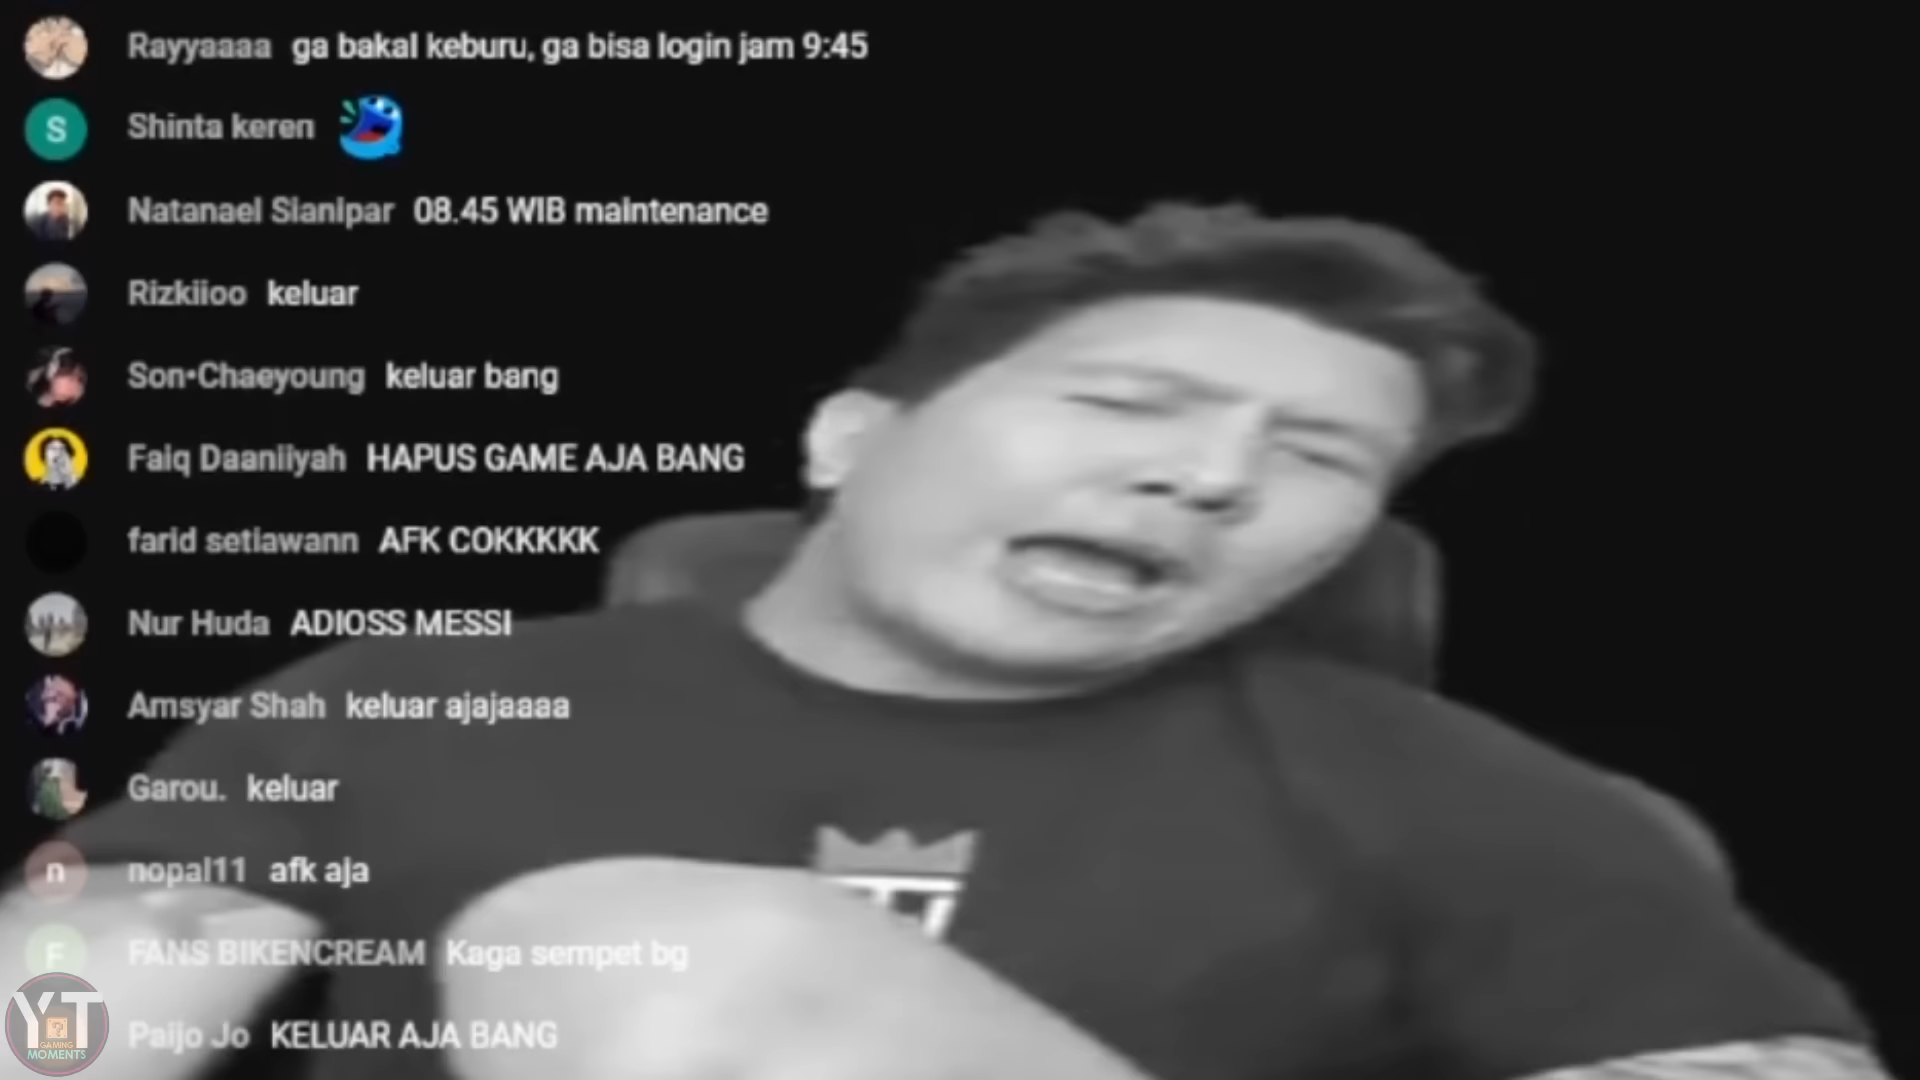 Rayyaaaa ga bakal keburu, ga bisa login jam 9:45
S Shinta keren
Natanael Sianipar 08.45 WIB maintenance
Rizkiioo keluar
Son•Chaeyoung keluar bang
Faiq Daaniiyah HAPUS GAME AJA BANG
farid setiawann AFK COKKKKK
Nur Huda ADIOSS MESSI
Amsyar Shah keluar ajajaaaa
Garou. keluar
n nopal11 afk aja
F FANS BIKENCREAM Kaga sempet bg
Paijo Jo KELUAR AJA BANG
YT
GAMING
MOMENTS